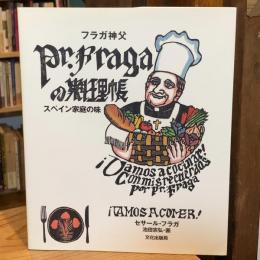 フラガ神父
Pr. Fraga
の料理帳
スペイン家庭の味
¡Vamos a cocinar!
con mis recuerdos
por pr. Fraga
¡VAMOS A COMER!
セサール・フラガ
池田宗弘・画
文化出版局